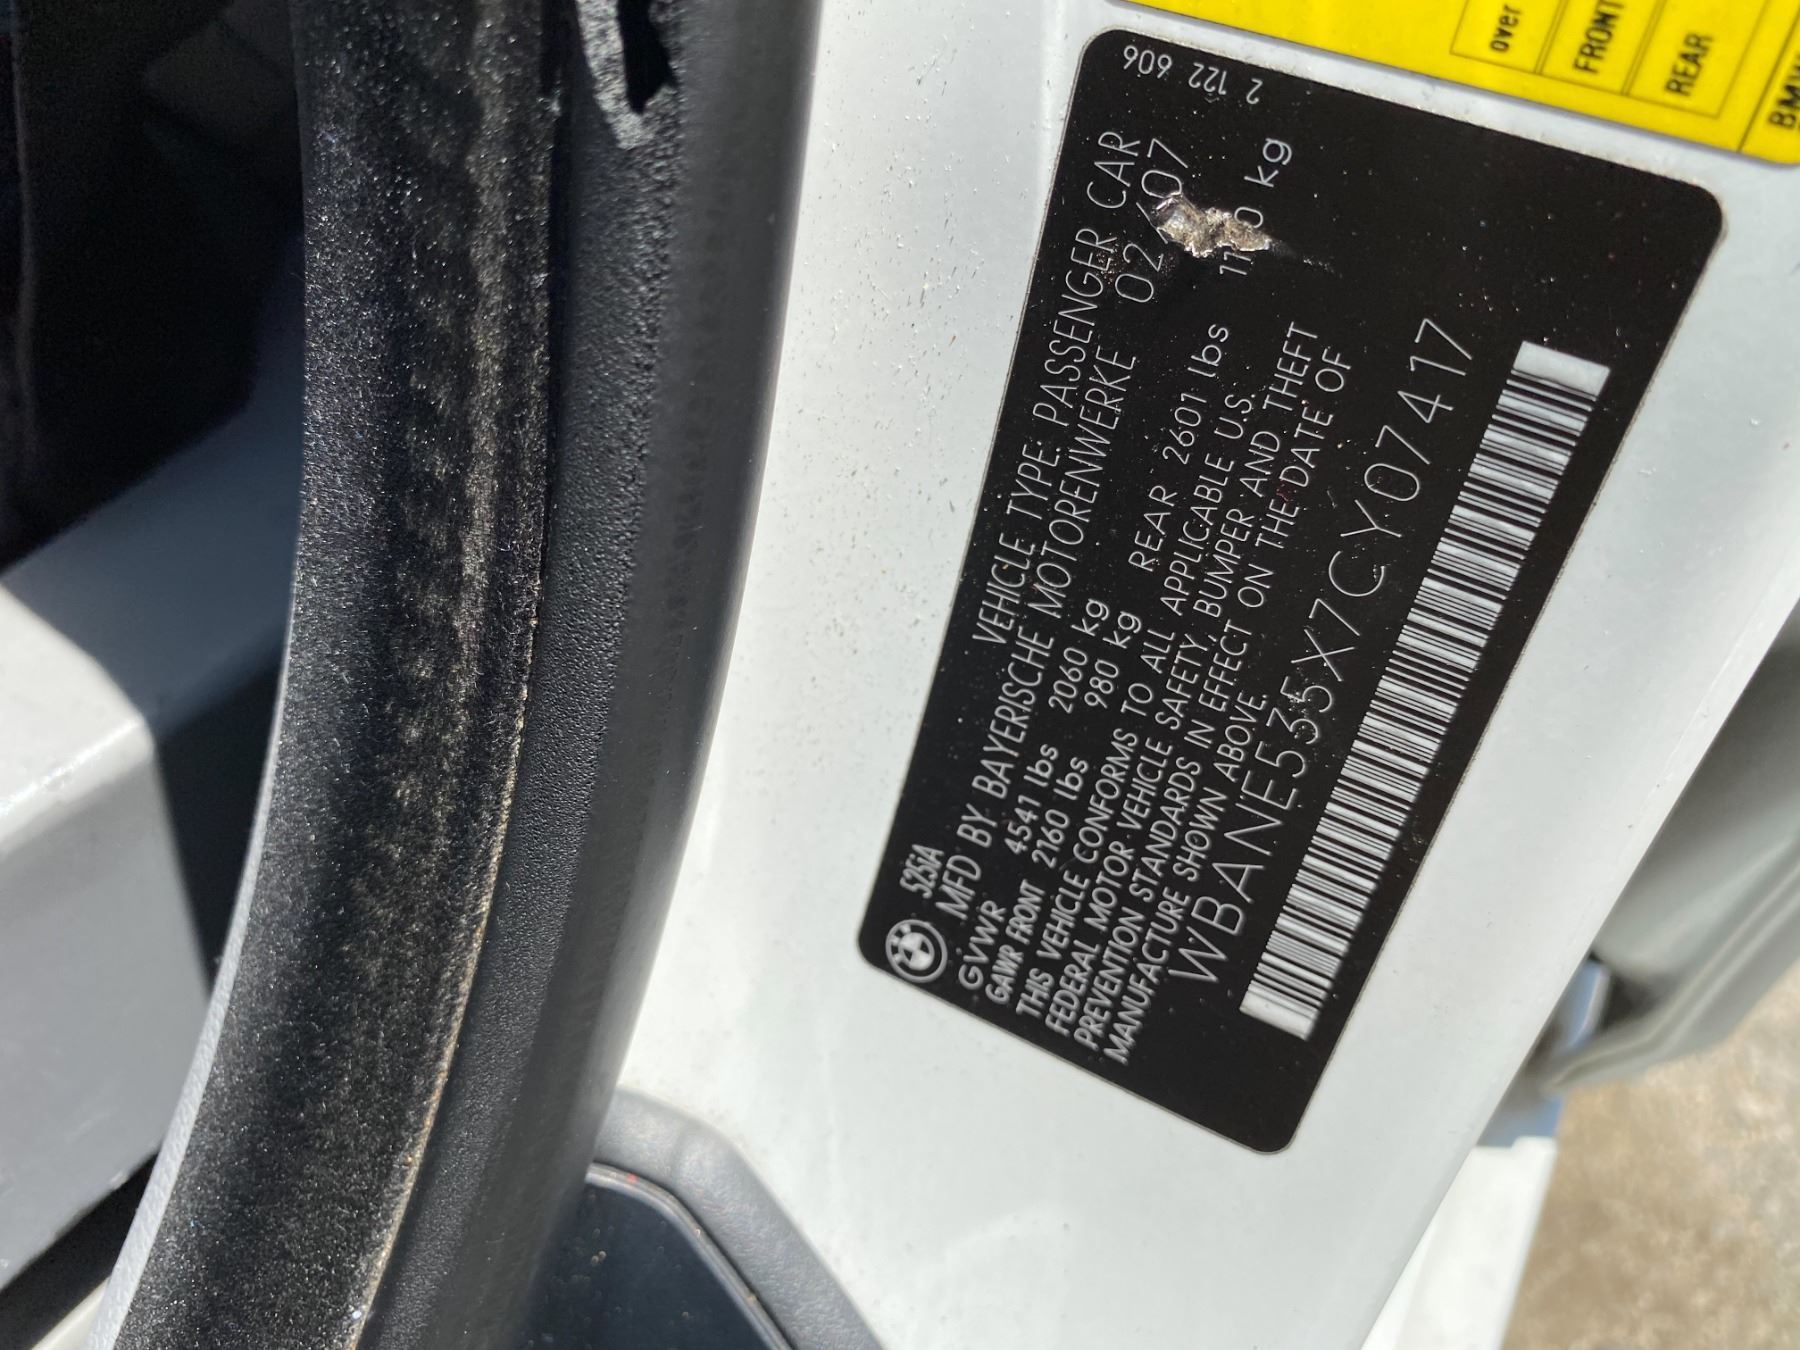 over
FRONT
REAR
BMW
2 122 606
525iA VEHICLE TYPE: PASSENGER CAR
MFD BY BAYERISCHE MOTORENWERKE 02/07
GVWR 4541 lbs 2060 kg
GAWR FRONT 2160 lbs 980 kg REAR 2601 lbs kg
THIS VEHICLE CONFORMS TO ALL APPLICABLE U.S.
FEDERAL MOTOR VEHICLE SAFETY, BUMPER AND THEFT
PREVENTION STANDARDS IN EFFECT ON THE DATE OF
MANUFACTURE SHOWN ABOVE.
WBANE535X7CY07417